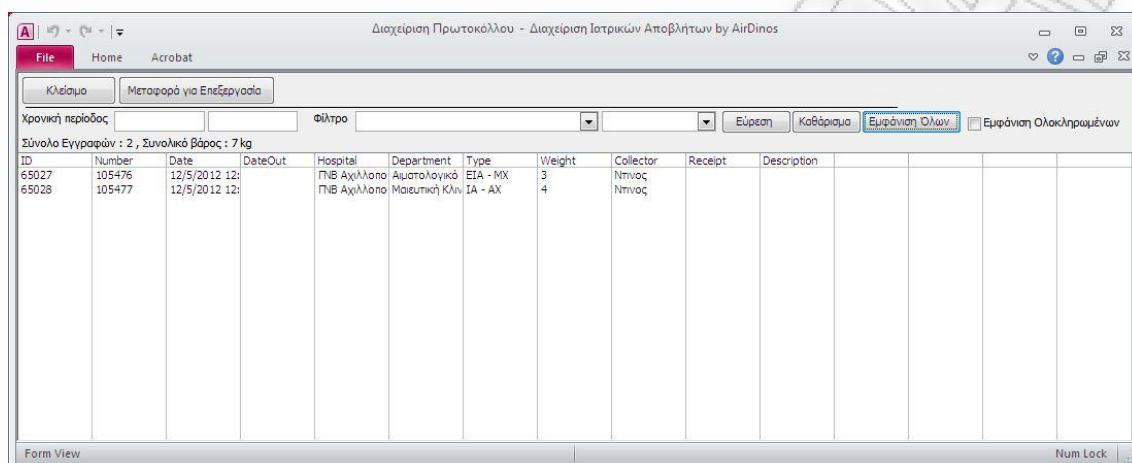 Διαχείριση Πρωτοκόλλου - Διαχείριση Ιατρικών Αποβλήτων by AirDinos
File Home Acrobat
Κλείσιμο Μεταφορά για Επεξεργασία
Χρονική περίοδος Φίλτρο Εύρεση Καθάρισμα Εμφάνιση Όλων Εμφάνιση Ολοκληρωμένων
Σύνολο Εγγραφών : 2 , Συνολικό βάρος : 7 kg
ID Number Date DateOut Hospital Department Type Weight Collector Receipt Description
65027 105476 12/5/2012 12: ΓΝΒ Αχιλλοπο Αιματολογικό ΕΙΑ - ΜΧ 3 Ντινος
65028 105477 12/5/2012 12: ΓΝΒ Αχιλλοπο Μαιευτική Κλιν ΙΑ - ΑΧ 4 Ντινος
Form View Num Lock